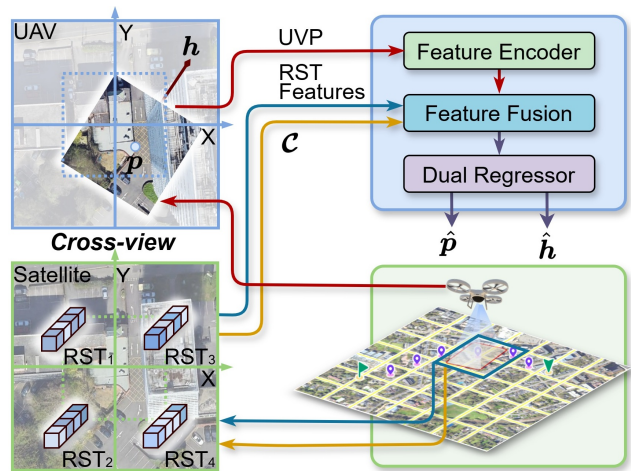 UAV
Y
h
X
p
Cross-view
Satellite
Y
RST₁
RST₃
X
RST₂
RST₄
UVP
RST
Features
C
Feature Encoder
Feature Fusion
Dual Regressor
p̂
ĥ